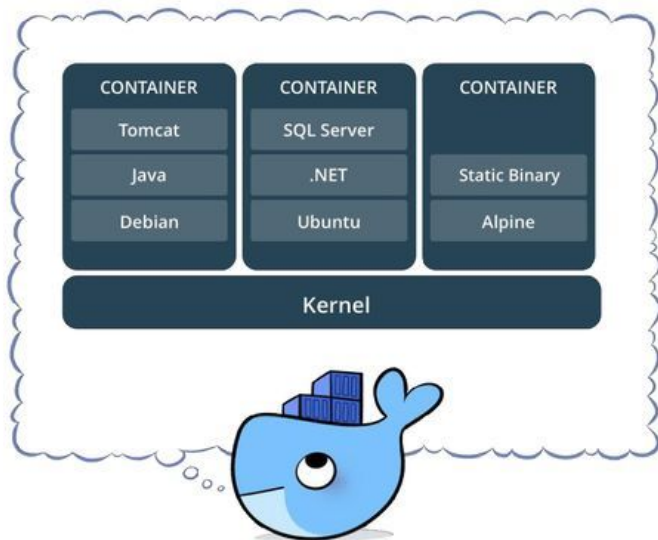 CONTAINER
Tomcat
Java
Debian
CONTAINER
SQL Server
.NET
Ubuntu
CONTAINER
Static Binary
Alpine
Kernel